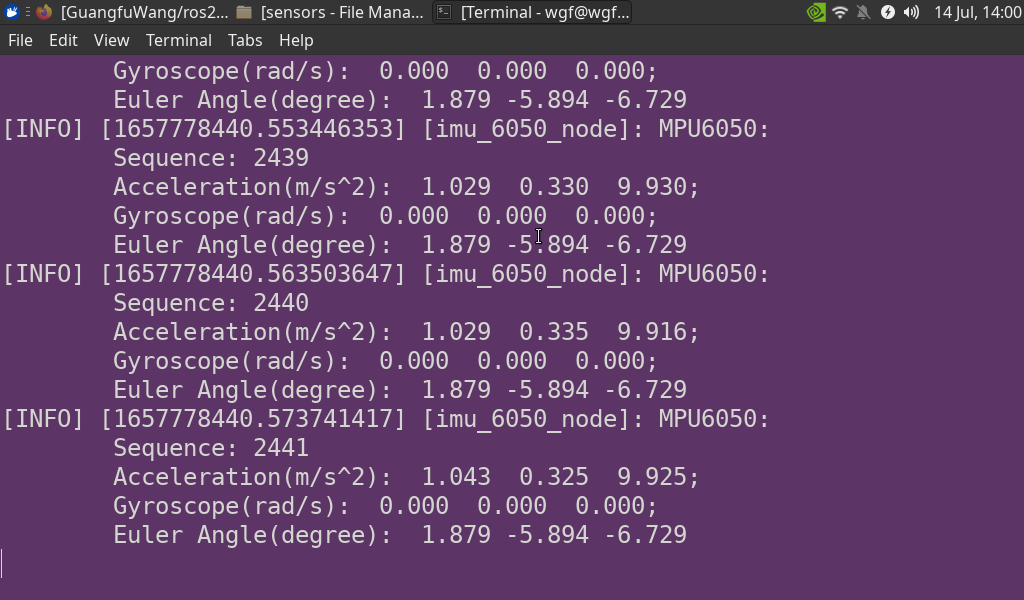 [GuangfuWang/ros2... [sensors - File Mana... [Terminal - wgf@wgf... 14 Jul, 14:00
File Edit View Terminal Tabs Help
Gyroscope(rad/s): 0.000 0.000 0.000;
Euler Angle(degree): 1.879 -5.894 -6.729
[INFO] [1657778440.553446353] [imu_6050_node]: MPU6050:
Sequence: 2439
Acceleration(m/s^2): 1.029 0.330 9.930;
Gyroscope(rad/s): 0.000 0.000 0.000;
Euler Angle(degree): 1.879 -5.894 -6.729
[INFO] [1657778440.563503647] [imu_6050_node]: MPU6050:
Sequence: 2440
Acceleration(m/s^2): 1.029 0.335 9.916;
Gyroscope(rad/s): 0.000 0.000 0.000;
Euler Angle(degree): 1.879 -5.894 -6.729
[INFO] [1657778440.573741417] [imu_6050_node]: MPU6050:
Sequence: 2441
Acceleration(m/s^2): 1.043 0.325 9.925;
Gyroscope(rad/s): 0.000 0.000 0.000;
Euler Angle(degree): 1.879 -5.894 -6.729